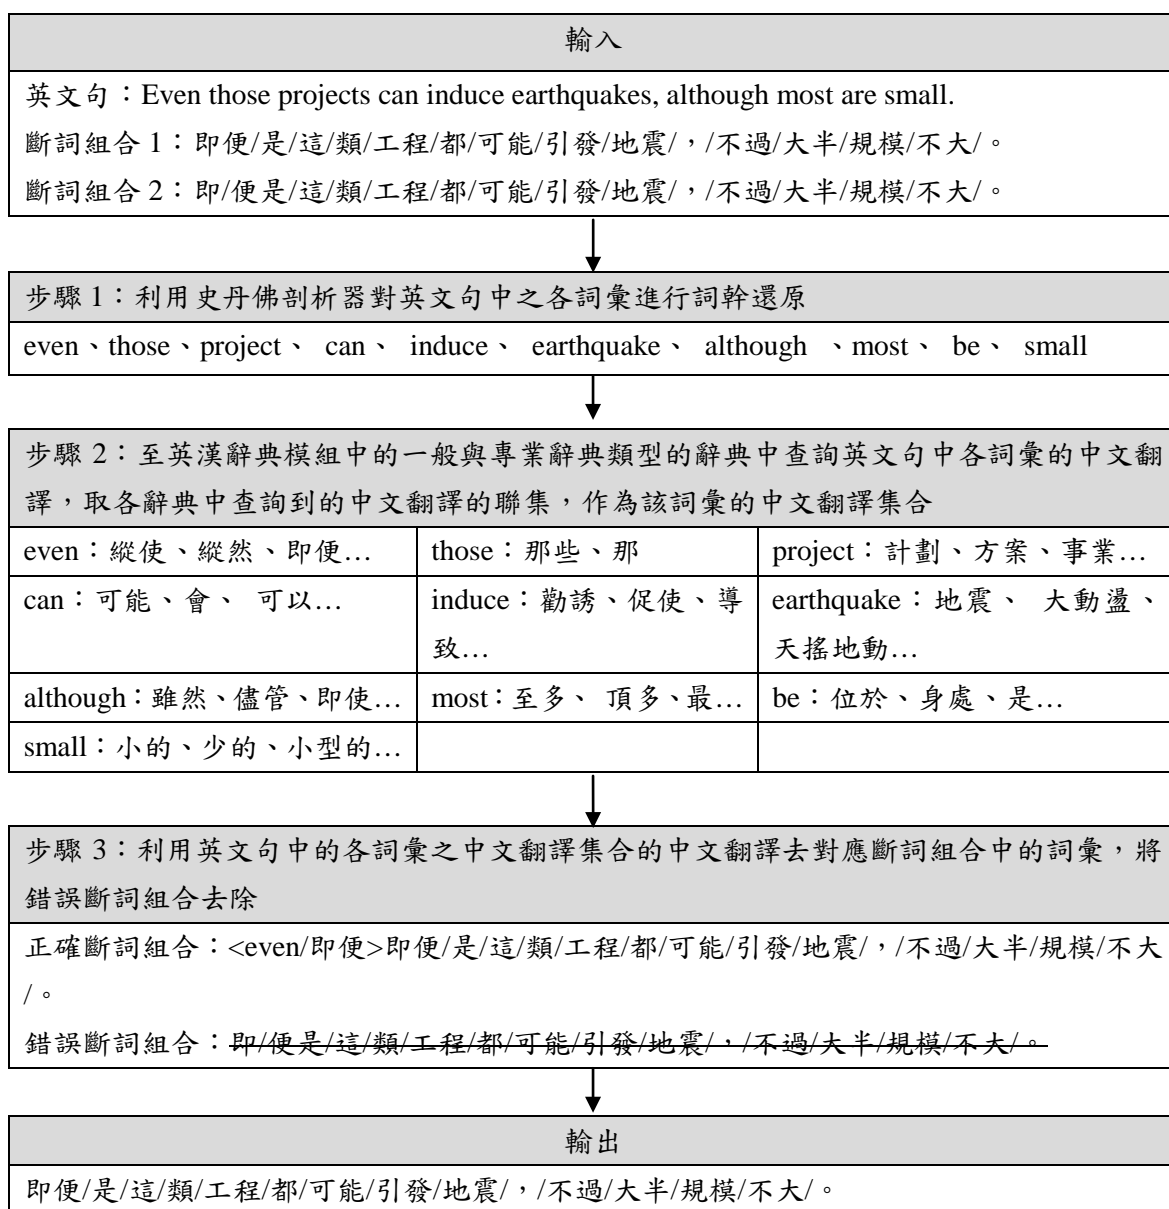 輸入
英文句：Even those projects can induce earthquakes, although most are small.
斷詞組合 1：即便/是/這/類/工程/都/可能/引發/地震/，/不過/大半/規模/不大/。
斷詞組合 2：即/便是/這/類/工程/都/可能/引發/地震/，/不過/大半/規模/不大/。
步驟 1：利用史丹佛剖析器對英文句中之各詞彙進行詞幹還原
even、those、project、 can、 induce、 earthquake、 although 、most、 be、 small
步驟 2：至英漢辭典模組中的一般與專業辭典類型的辭典中查詢英文句中各詞彙的中文翻
譯，取各辭典中查詢到的中文翻譯的聯集，作為該詞彙的中文翻譯集合
even：縱使、縱然、即便…
those：那些、那
project：計劃、方案、事業…
can：可能、會、 可以…
induce：勸誘、促使、導
致…
earthquake：地震、 大動盪、
天搖地動…
although：雖然、儘管、即使…
most：至多、 頂多、最…
be：位於、身處、是…
small：小的、少的、小型的…
步驟 3：利用英文句中的各詞彙之中文翻譯集合的中文翻譯去對應斷詞組合中的詞彙，將
錯誤斷詞組合去除
正確斷詞組合：<even/即便>即便/是/這/類/工程/都/可能/引發/地震/，/不過/大半/規模/不大
/。
錯誤斷詞組合：即/便是/這/類/工程/都/可能/引發/地震/，/不過/大半/規模/不大/。
輸出
即便/是/這/類/工程/都/可能/引發/地震/，/不過/大半/規模/不大/。